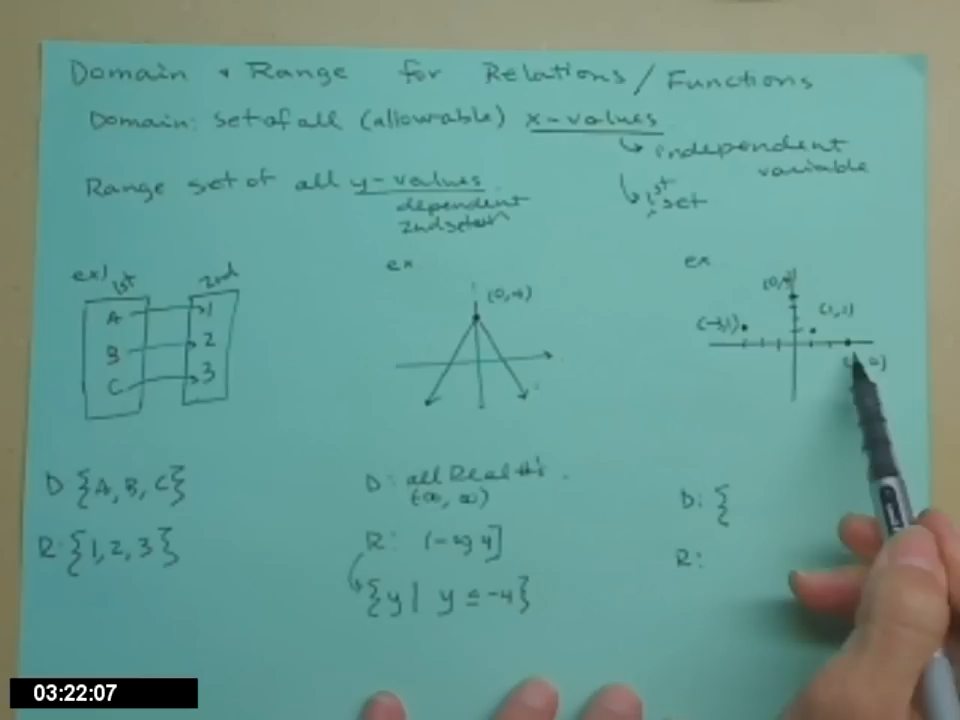 Domain + Range for Relations / Functions
Domain: set of all (allowable) x-values
↳ independent variable
Range set of all y-values
dependent
2nd set
↳ 1st set
ex)
1st 2nd
A 1
B 2
C 3
D {A, B, C}
R: {1, 2, 3}
ex
(0,-4)
D: all Real #'s
(∞, ∞)
R: (-∞, 4]
{y | y ≤ -4}
ex
(-3,1)
(1,1)
D: {
R:
03:22:07